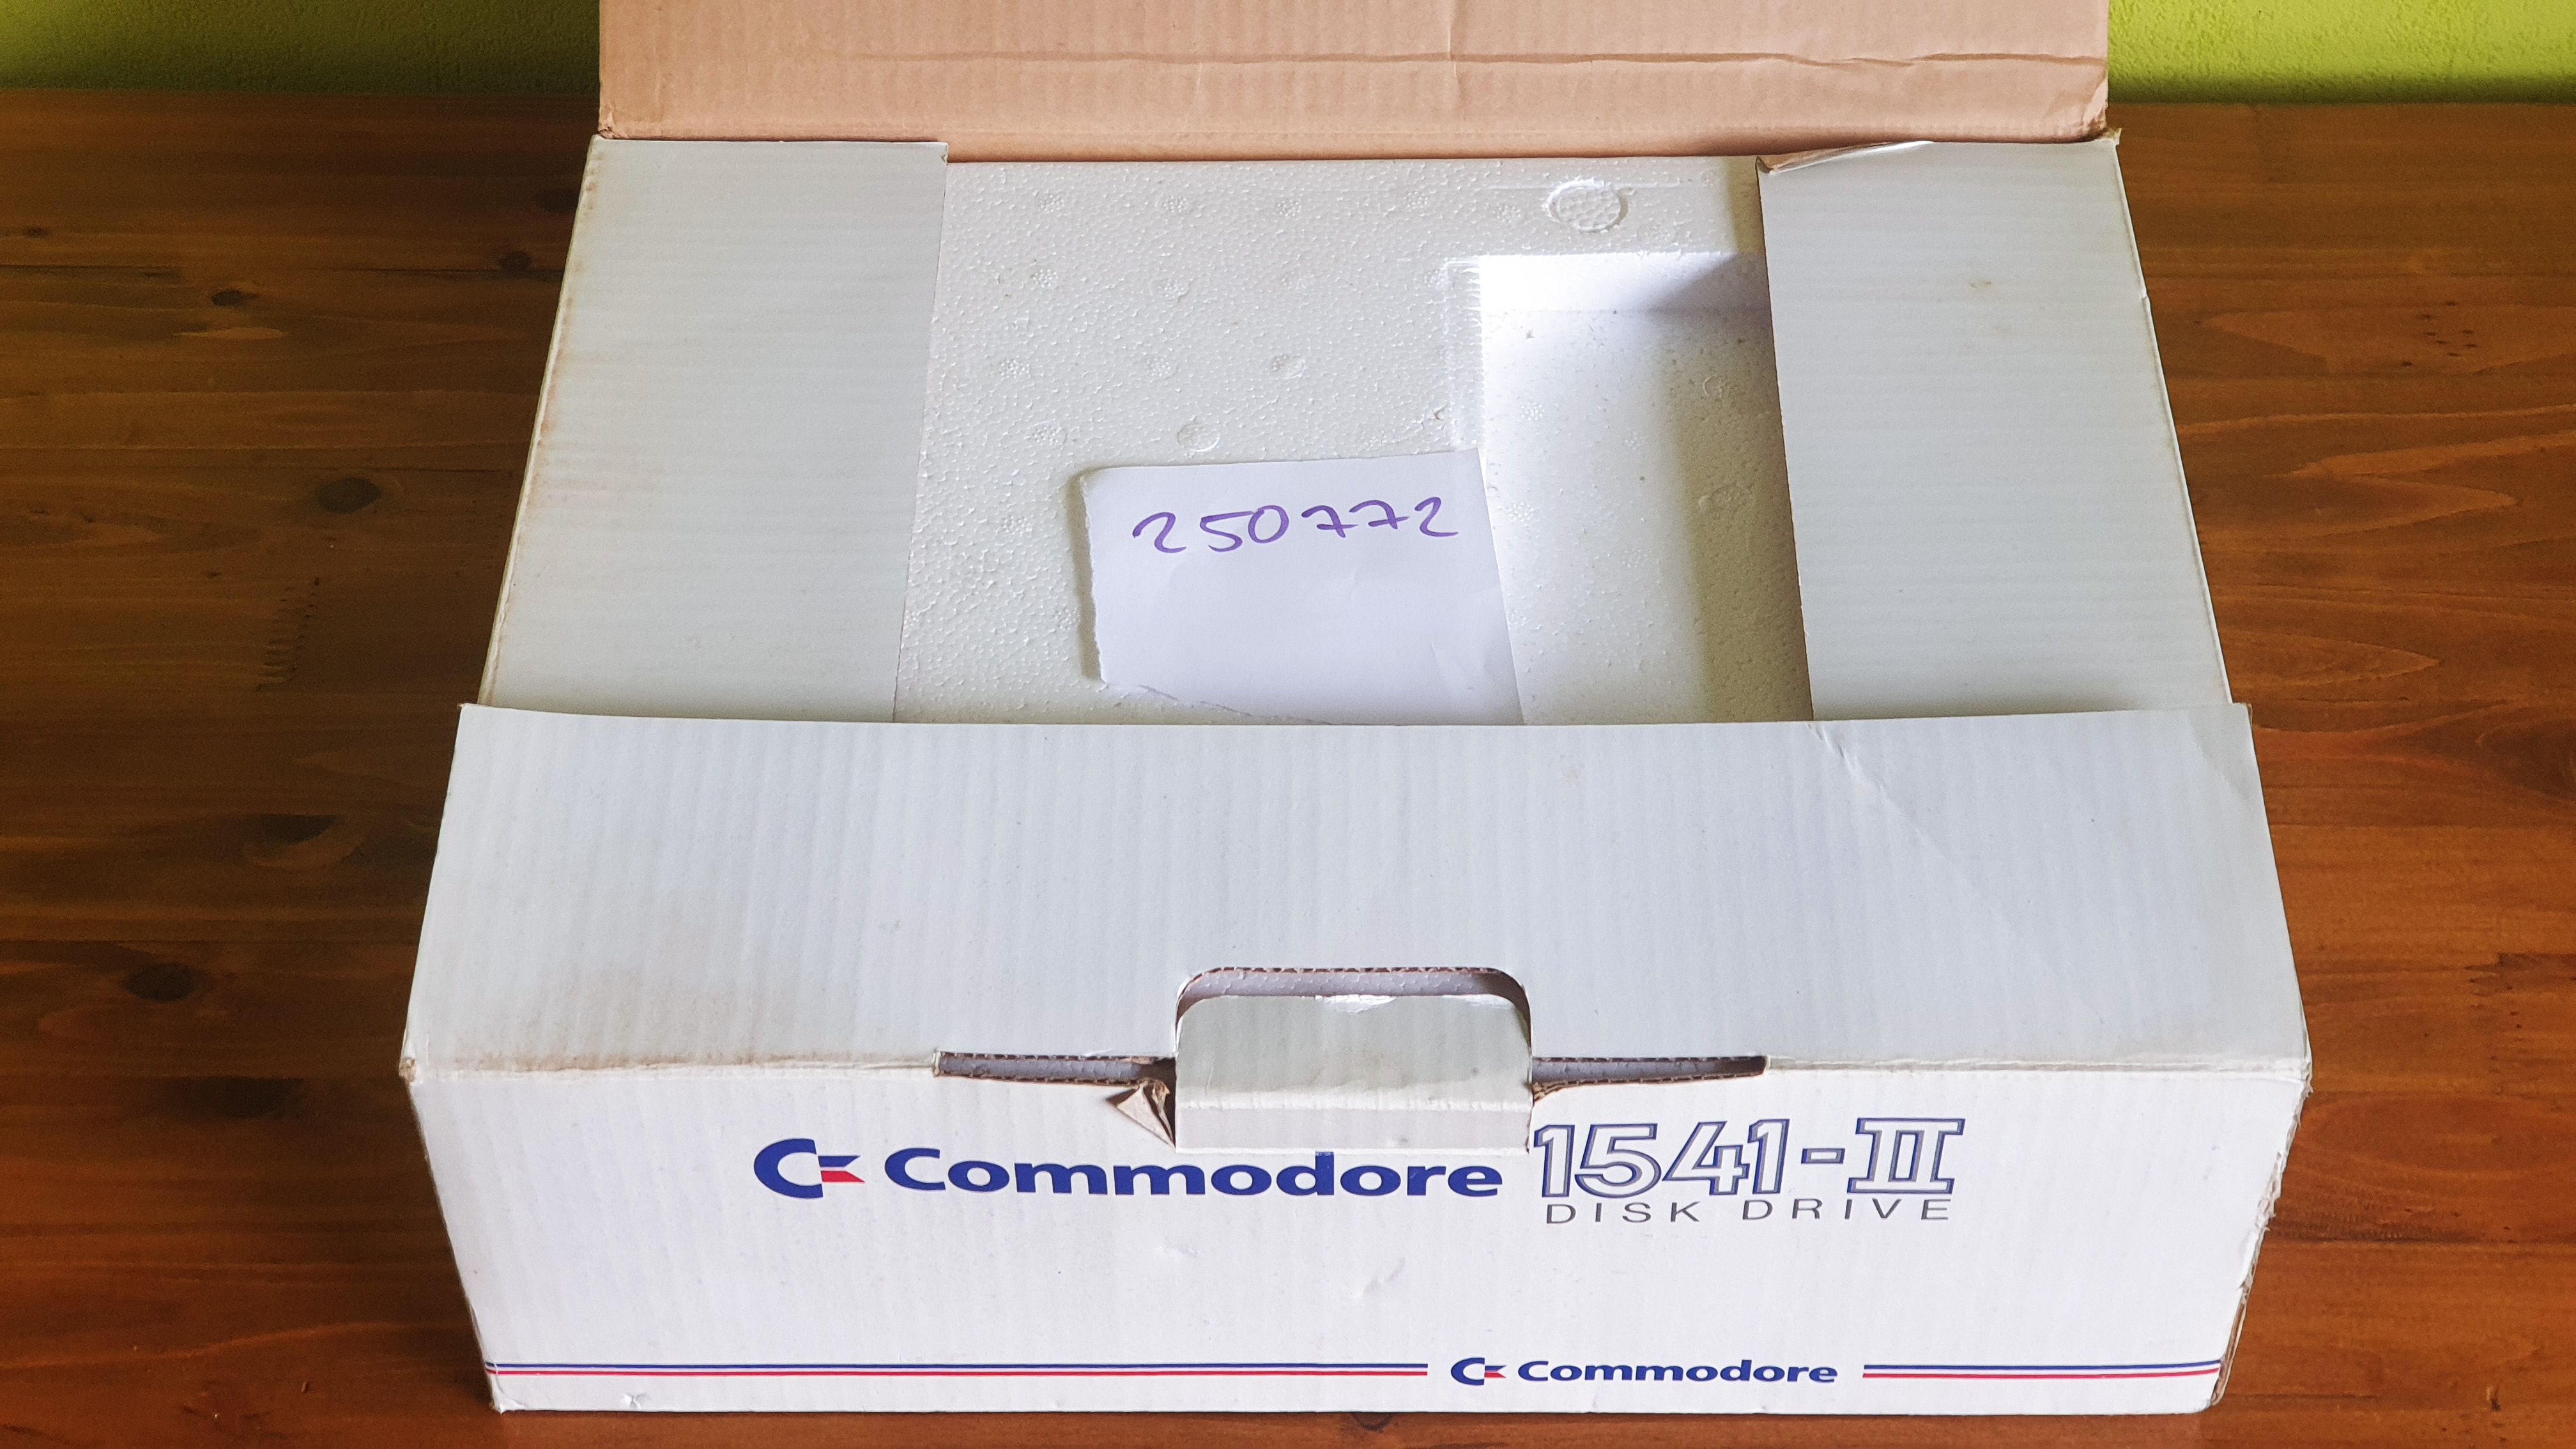 250772
Commodore 1541-II
DISK DRIVE
Commodore